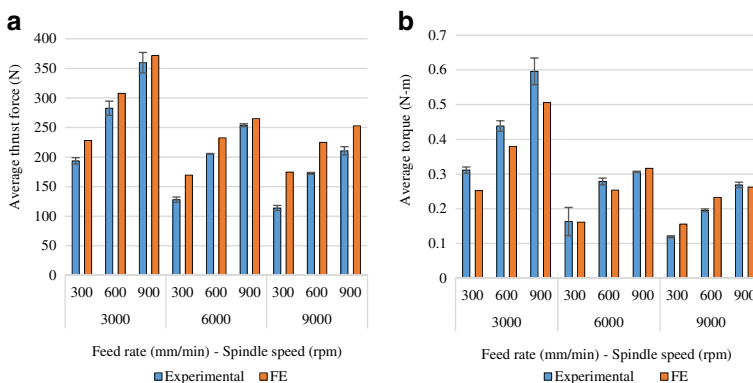 a
Average thrust force (N)
400
350
300
250
200
150
100
50
0
300 600 900 300 600 900 300 600 900
3000 6000 9000
Feed rate (mm/min) - Spindle speed (rpm)
Experimental FE
b
Average torque (N-m)
0.7
0.6
0.5
0.4
0.3
0.2
0.1
0
300 600 900 300 600 900 300 600 900
3000 6000 9000
Feed rate (mm/min) - Spindle speed (rpm)
Experimental FE